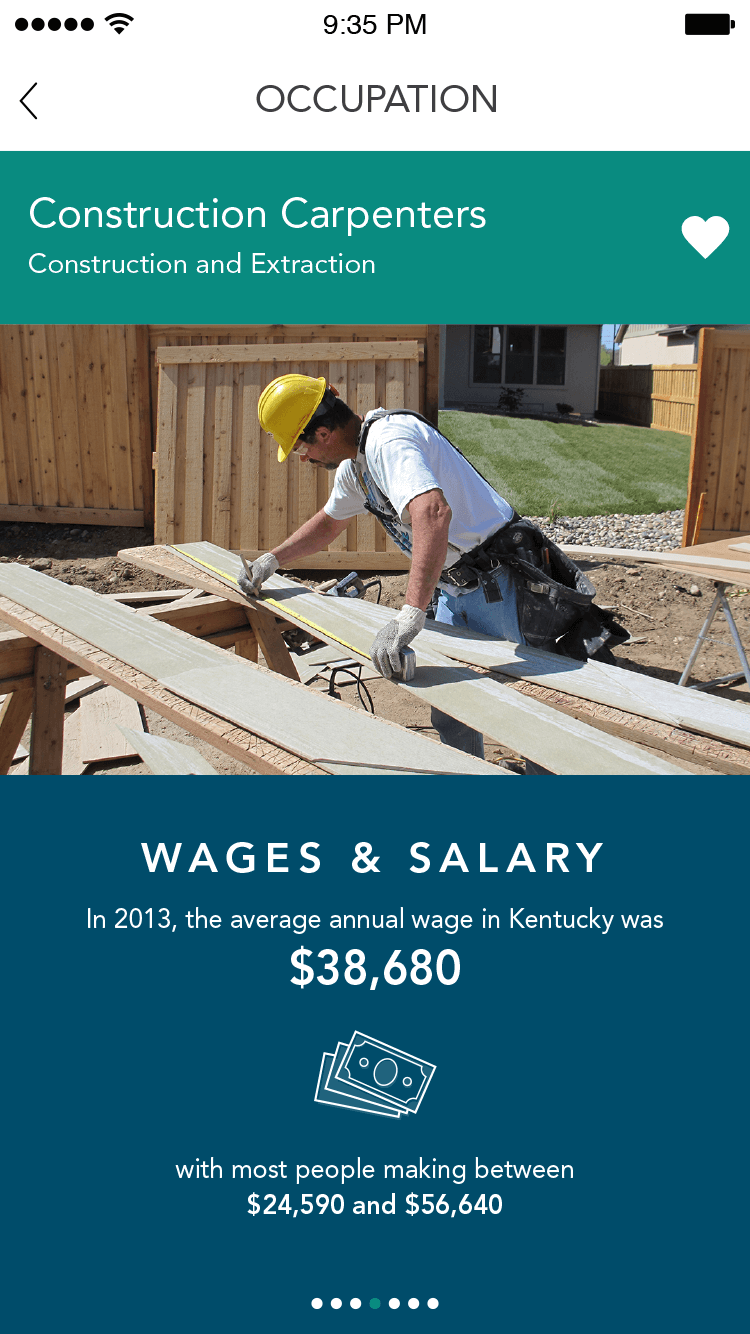 9:35 PM
OCCUPATION
Construction Carpenters
Construction and Extraction
WAGES & SALARY
In 2013, the average annual wage in Kentucky was
$38,680
with most people making between
$24,590 and $56,640